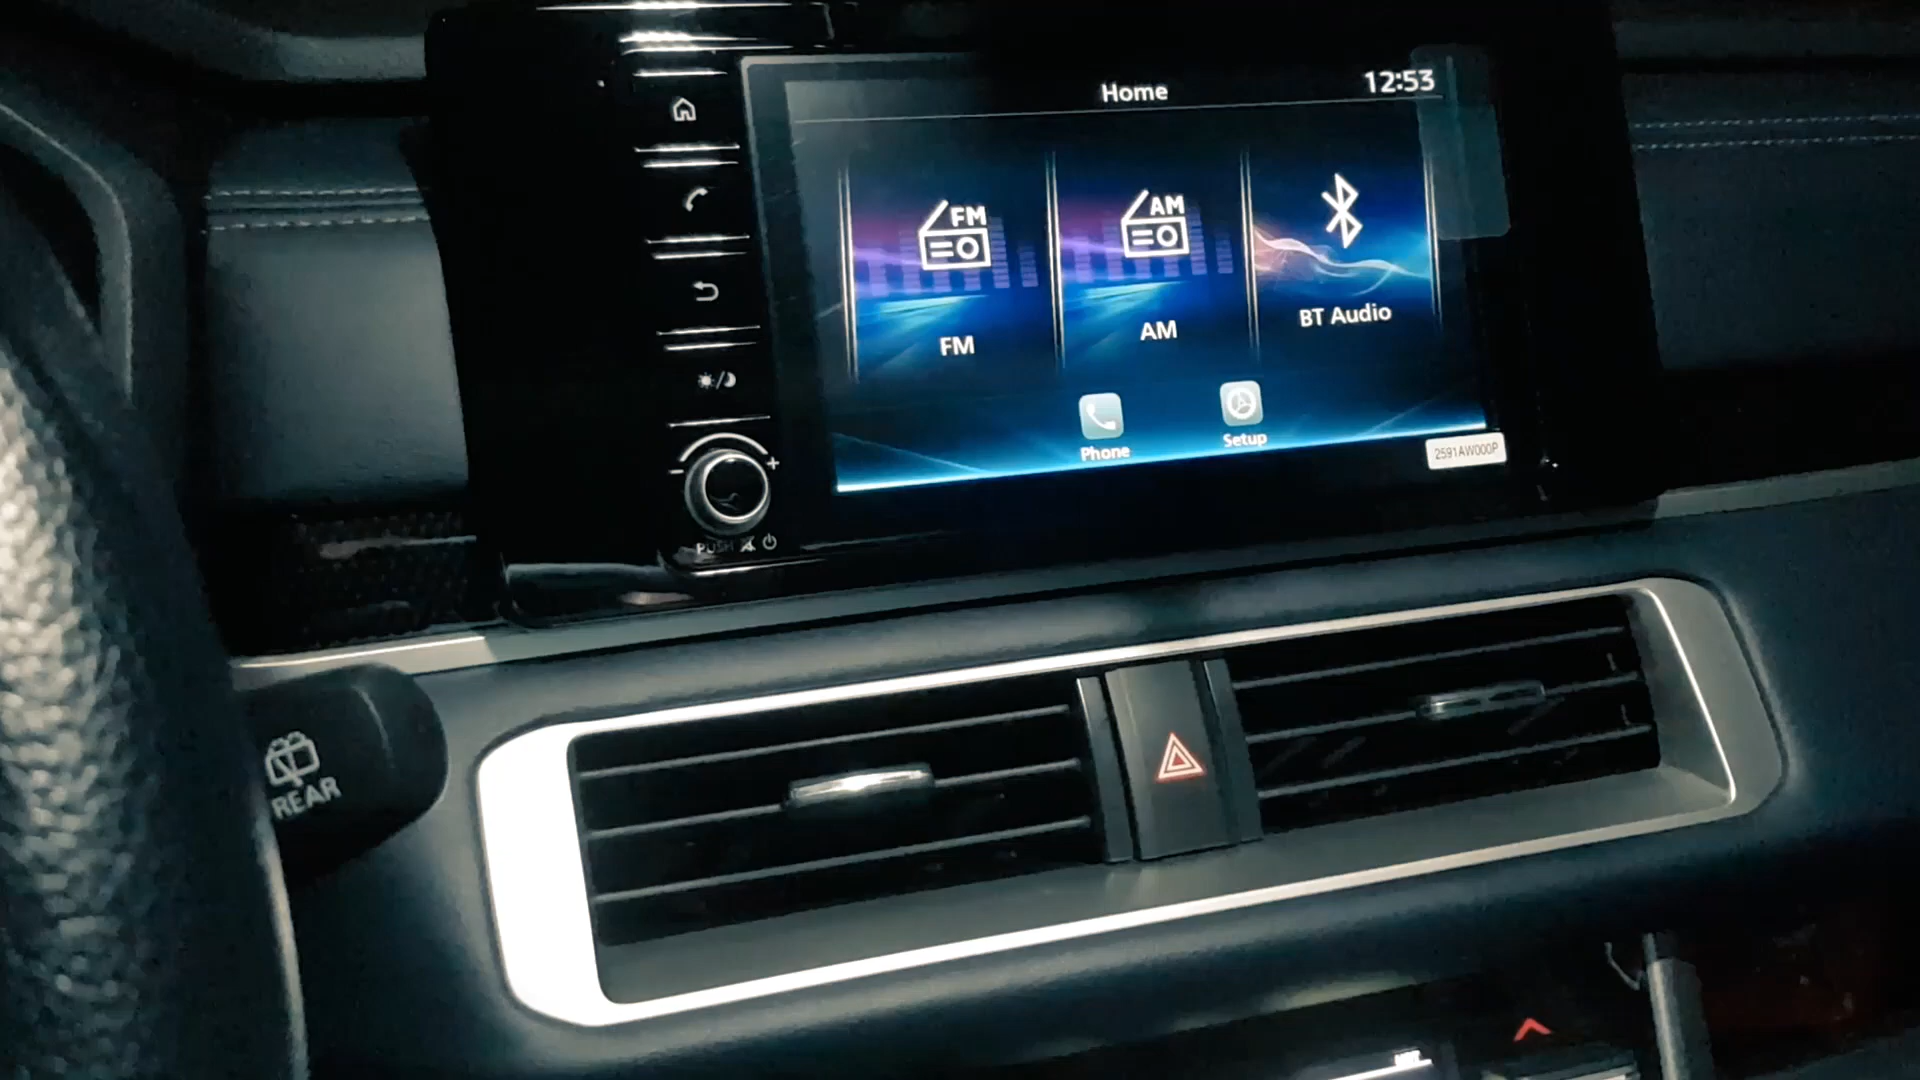 Home
12:53
FM
AM
FM
AM
BT Audio
Phone
Setup
2591AW000P
PUSH
REAR